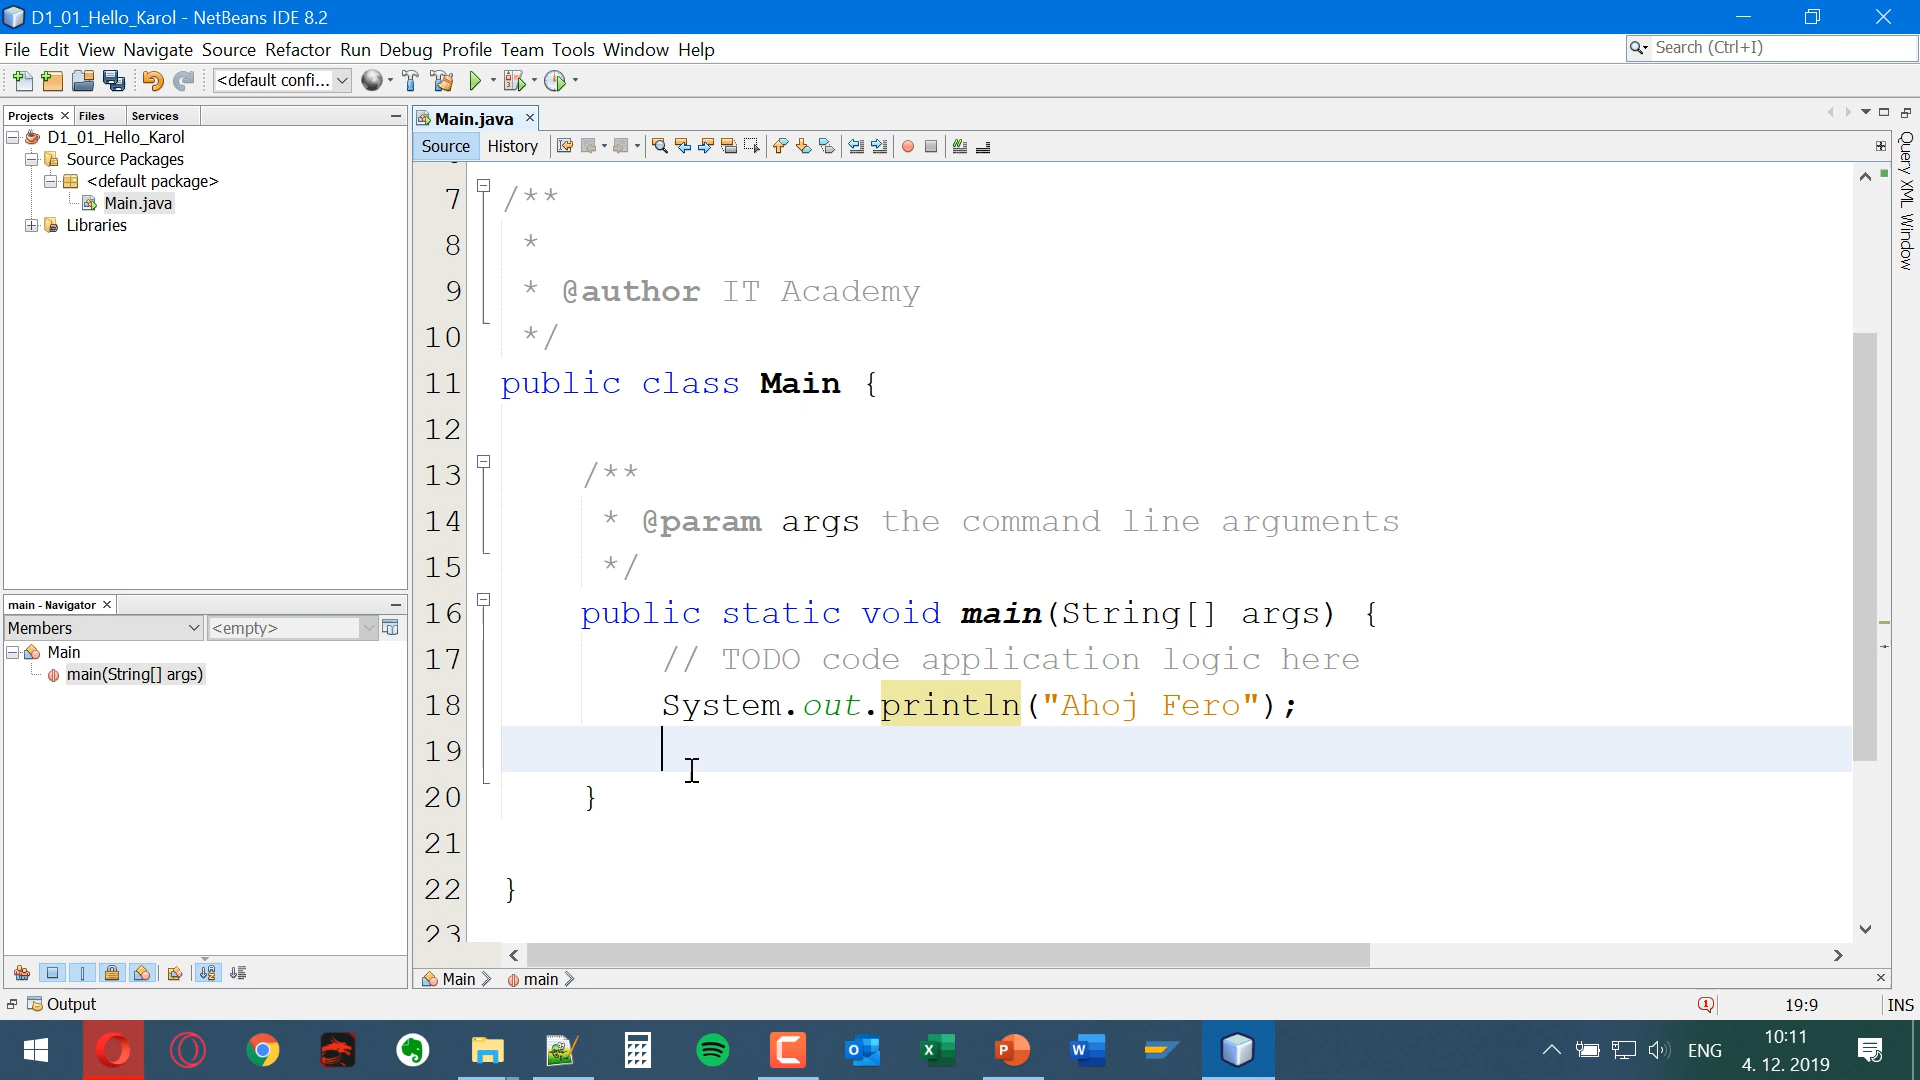 D1_01_Hello_Karol - NetBeans IDE 8.2
File Edit View Navigate Source Refactor Run Debug Profile Team Tools Window Help
Search (Ctrl+I)
<default confi...
Projects Files Services
D1_01_Hello_Karol
Source Packages
<default package>
Main.java
Libraries
main - Navigator
Members <empty>
Main
main(String[] args)
Main.java
Source History
7 /**
8 *
9 * @author IT Academy
10 */
11 public class Main {
12
13 /**
14 * @param args the command line arguments
15 */
16 public static void main(String[] args) {
17 // TODO code application logic here
18 System.out.println("Ahoj Fero");
19
20 }
21
22 }
23
Main main
Query XML Window
Output
19:9 INS
ENG
10:11
4. 12. 2019